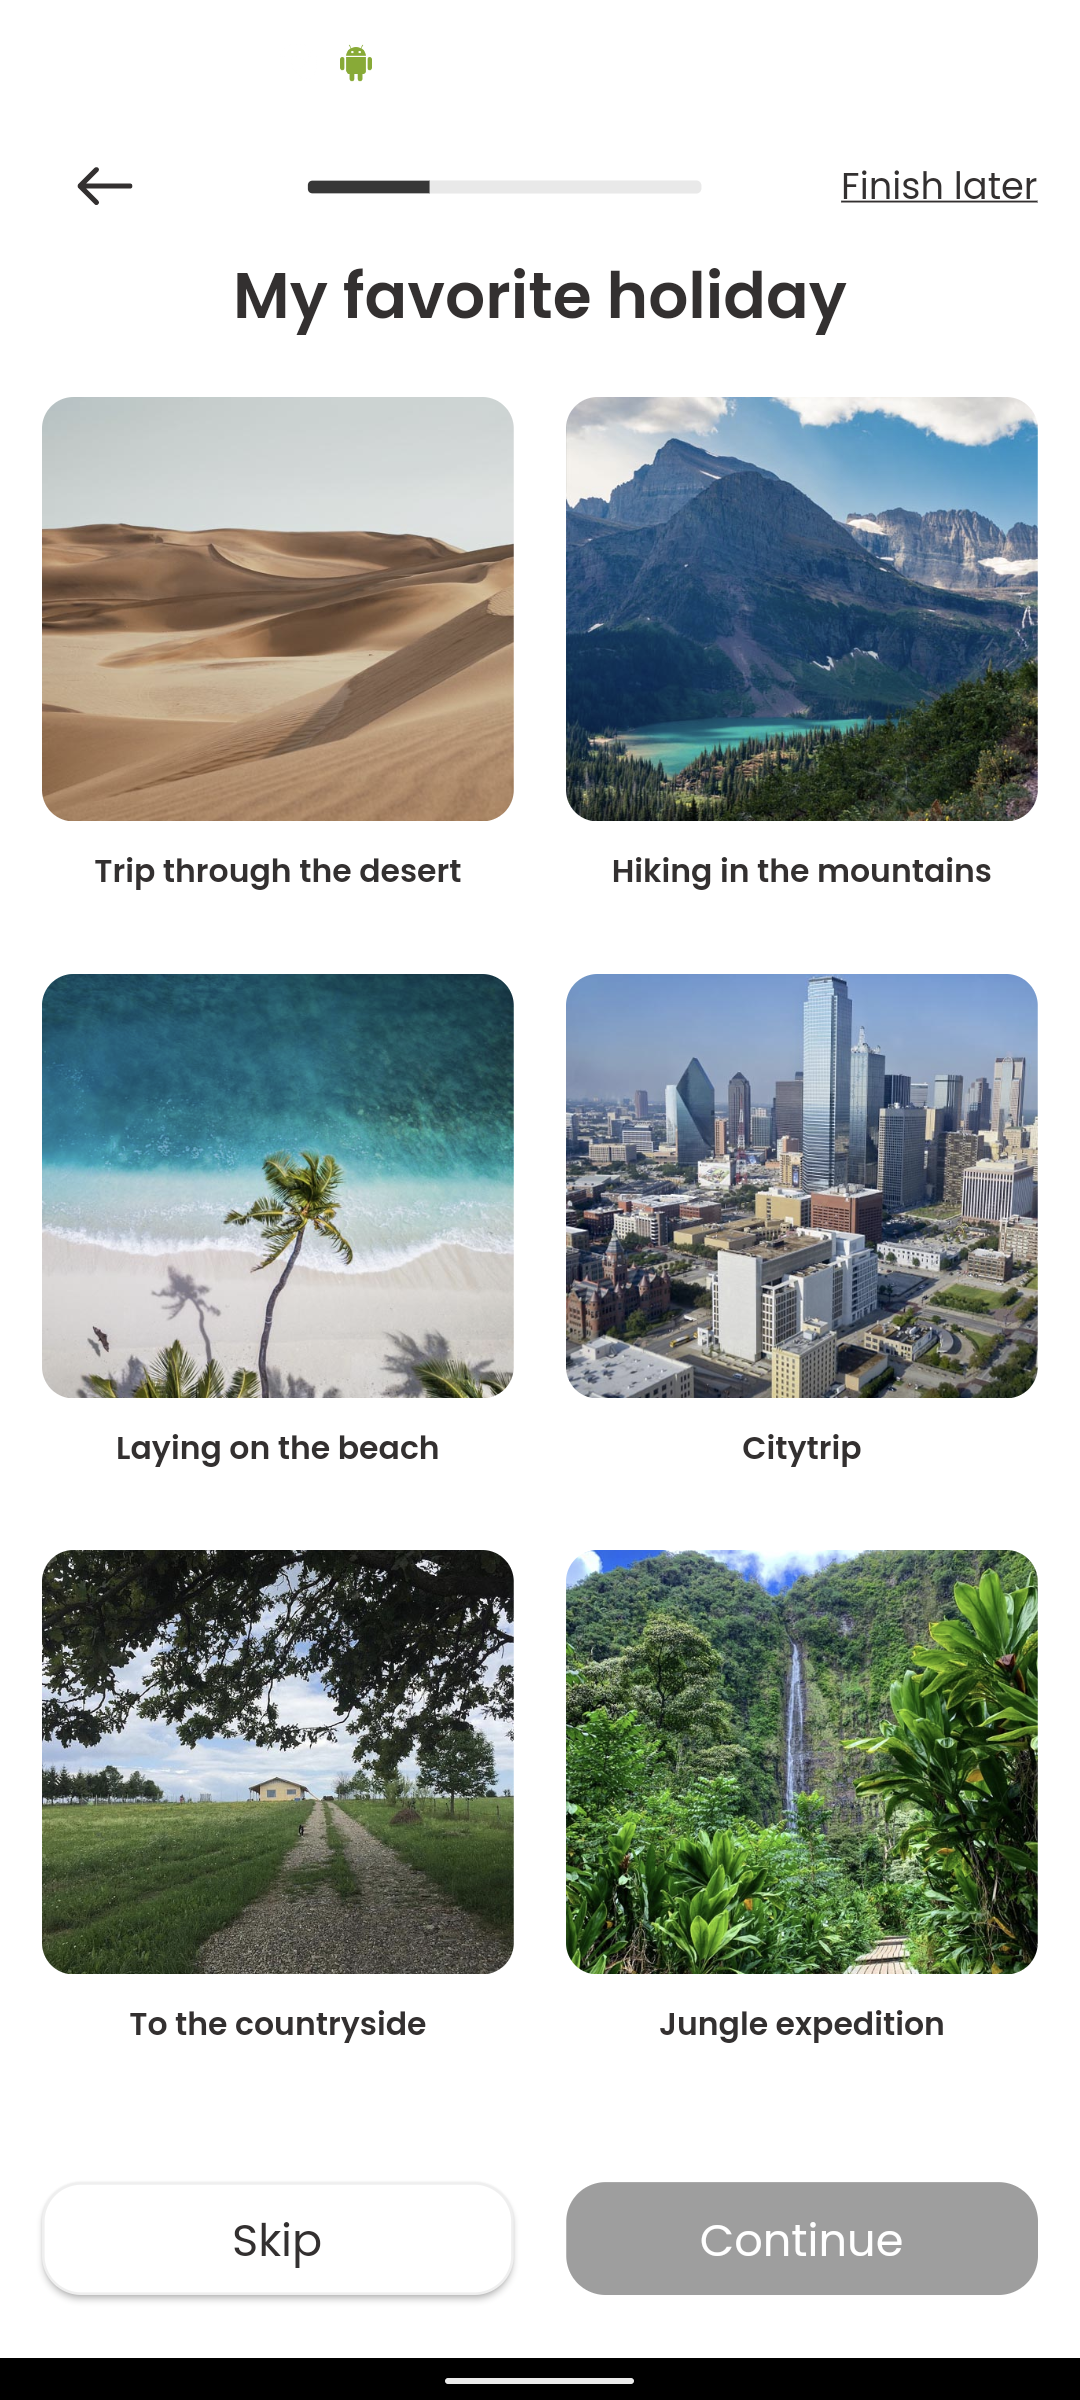 Finish later
My favorite holiday
Trip through the desert
Hiking in the mountains
Laying on the beach
Citytrip
To the countryside
Jungle expedition
Skip
Continue